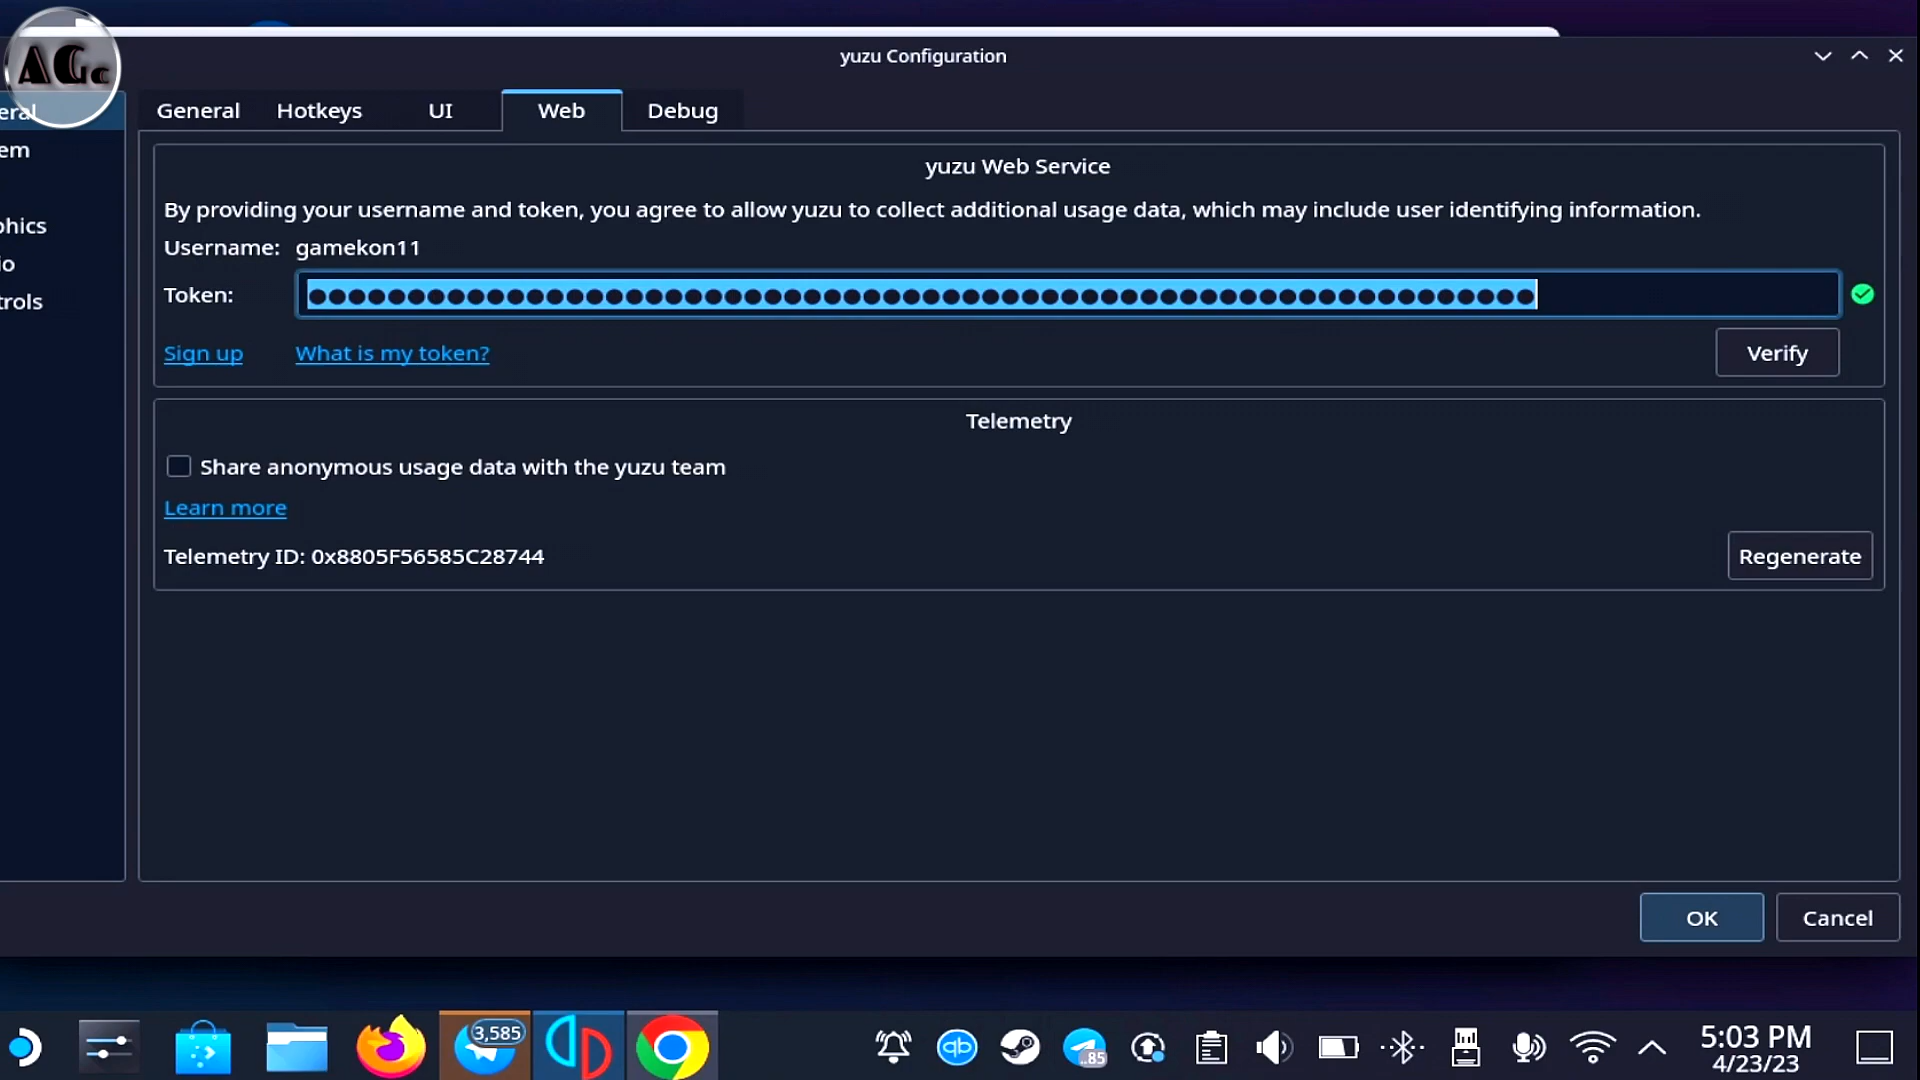 AGc
yuzu Configuration
eral
General
Hotkeys
UI
Web
Debug
em
phics
io
trols
yuzu Web Service
By providing your username and token, you agree to allow yuzu to collect additional usage data, which may include user identifying information.
Username: gamekon11
Token:
Sign up
What is my token?
Verify
Telemetry
Share anonymous usage data with the yuzu team
Learn more
Telemetry ID: 0x8805F56585C28744
Regenerate
OK
Cancel
3,585
qb
..85
5:03 PM
4/23/23